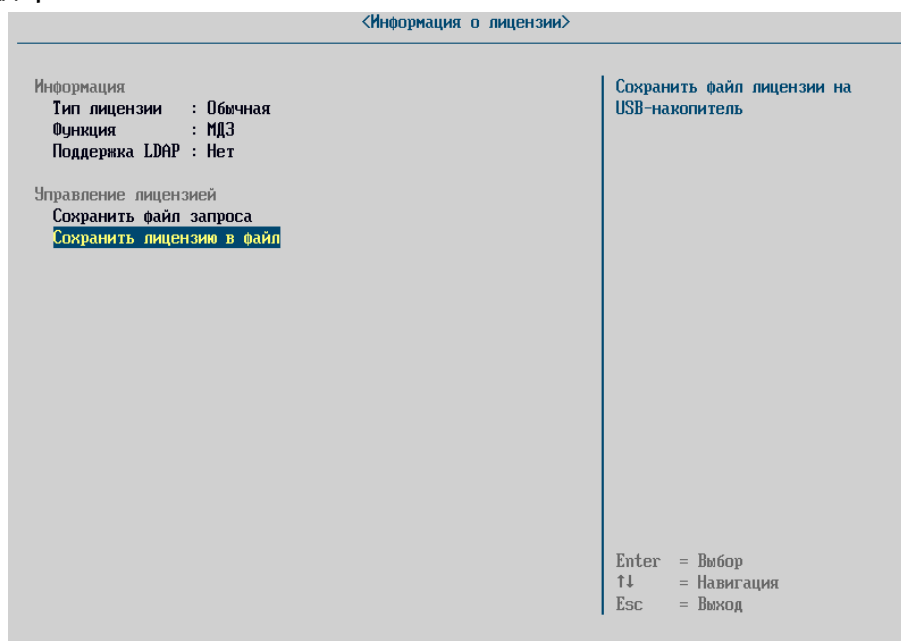 <Информация о лицензии>
Информация
Тип лицензии : Обычная
Функция : МДЗ
Поддержка LDAP : Нет
Управление лицензией
Сохранить файл запроса
Сохранить лицензию в файл
Сохранить файл лицензии на
USB-накопитель
Enter = Выбор
↑↓ = Навигация
Esc = Выход